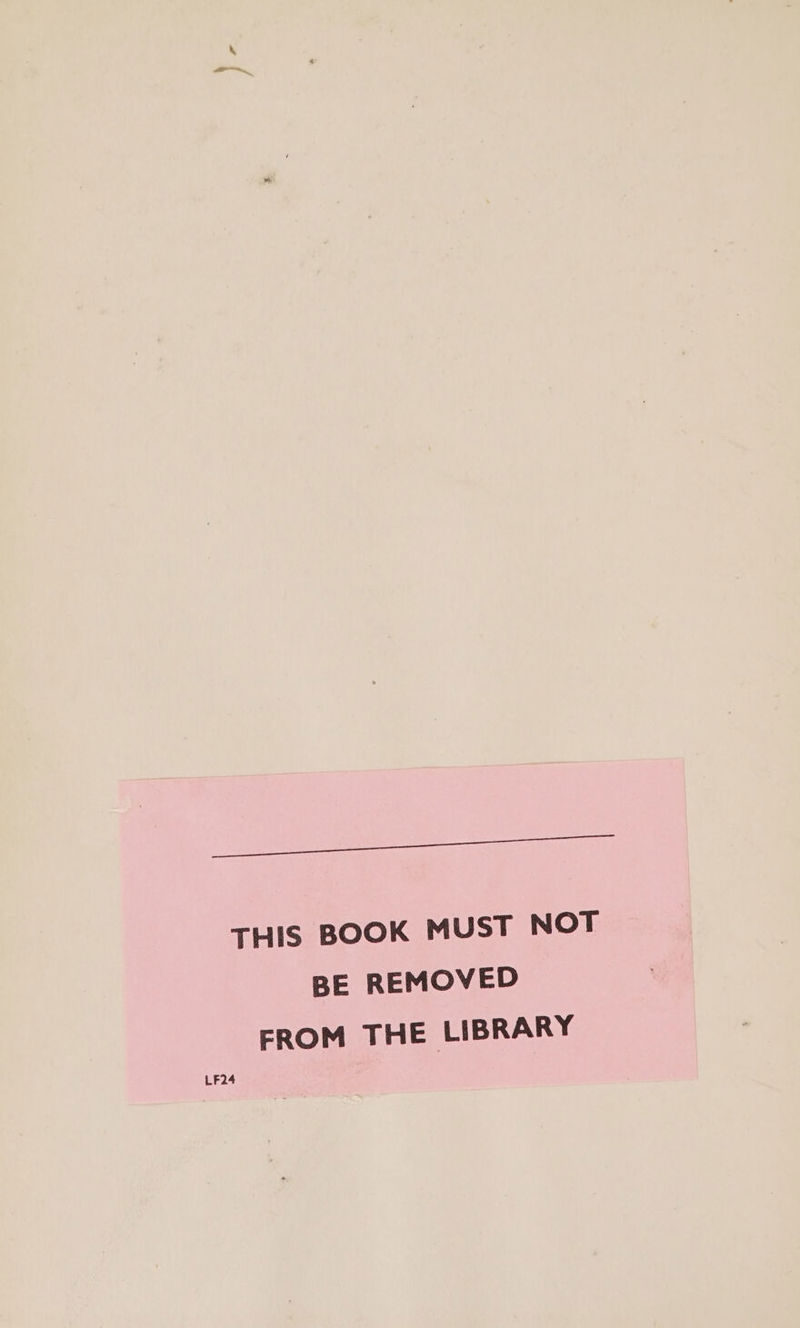 THIS BOOK MUST NOT
BE REMOVED
FROM THE LIBRARY
LF24